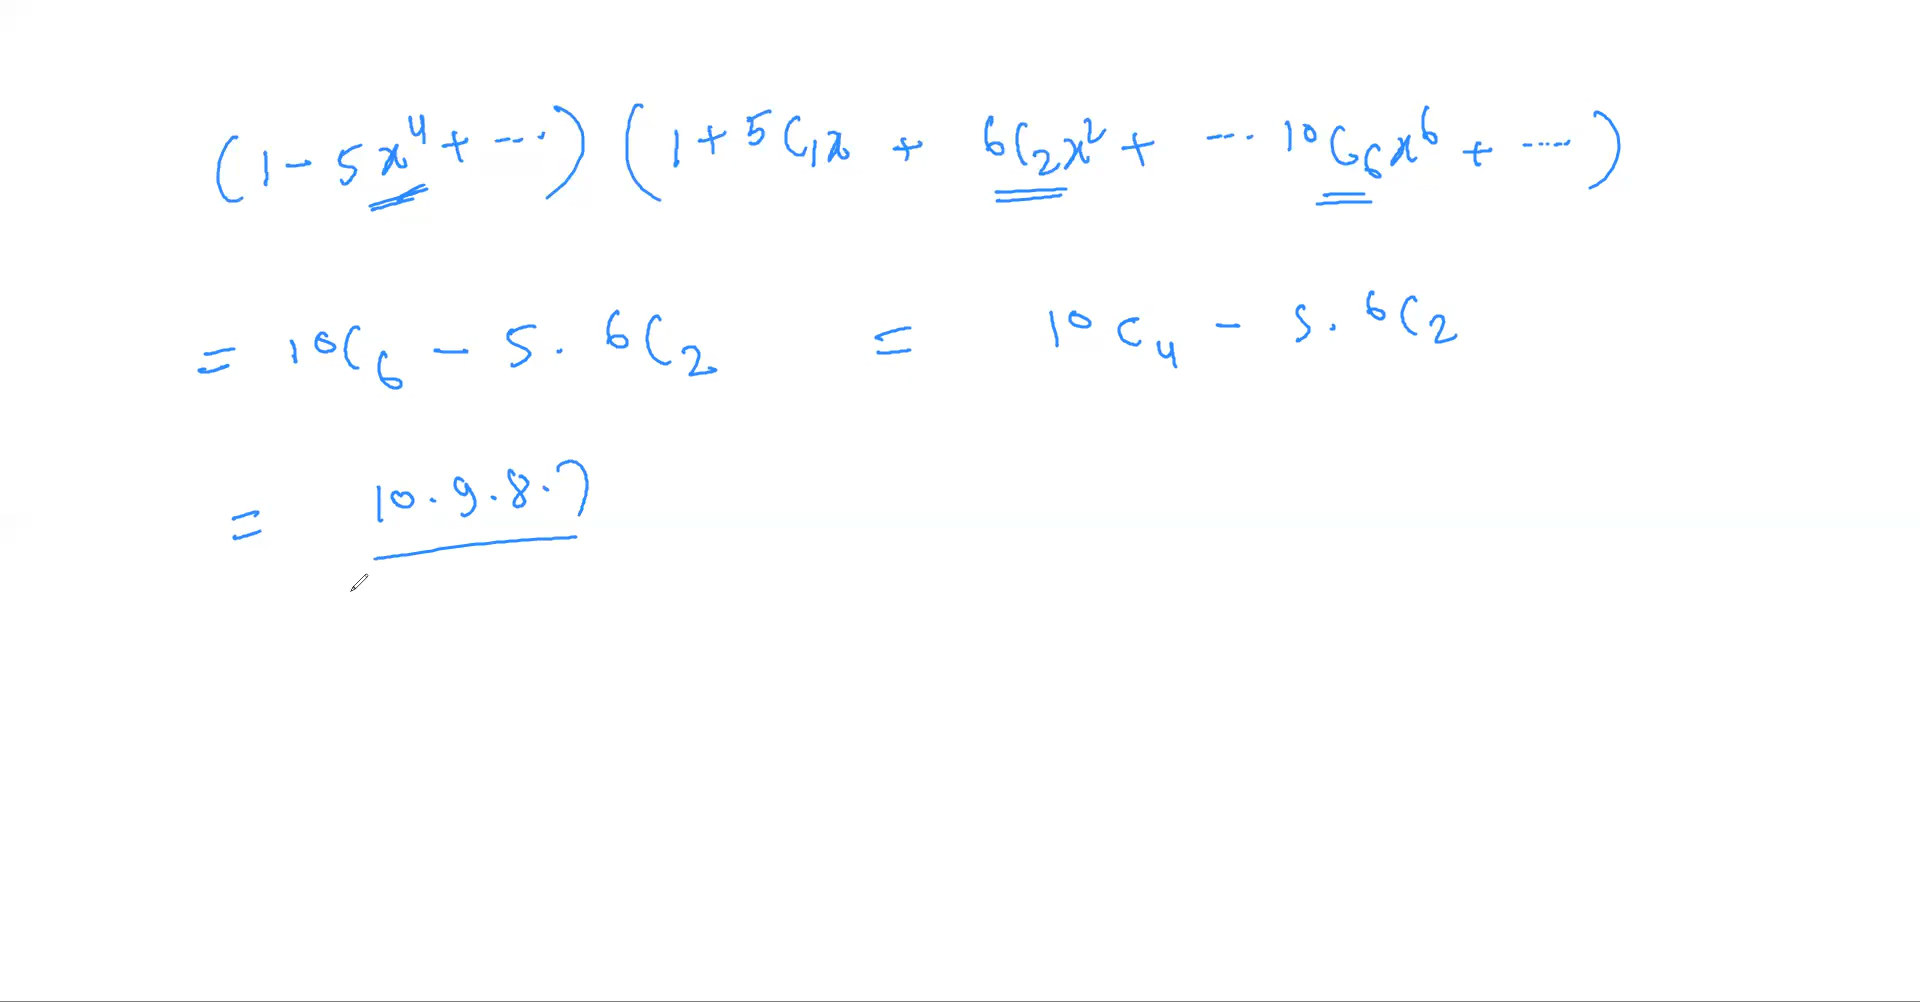 (1 - 5x⁴ + ---·) (1 + ⁵C₁x + ⁶C₂x² + --- ¹⁰C₆x⁶ + ----)
= ¹⁰C₆ - 5. ⁶C₂ = ¹⁰C₄ - 5. ⁶C₂
= 10.9.8.7